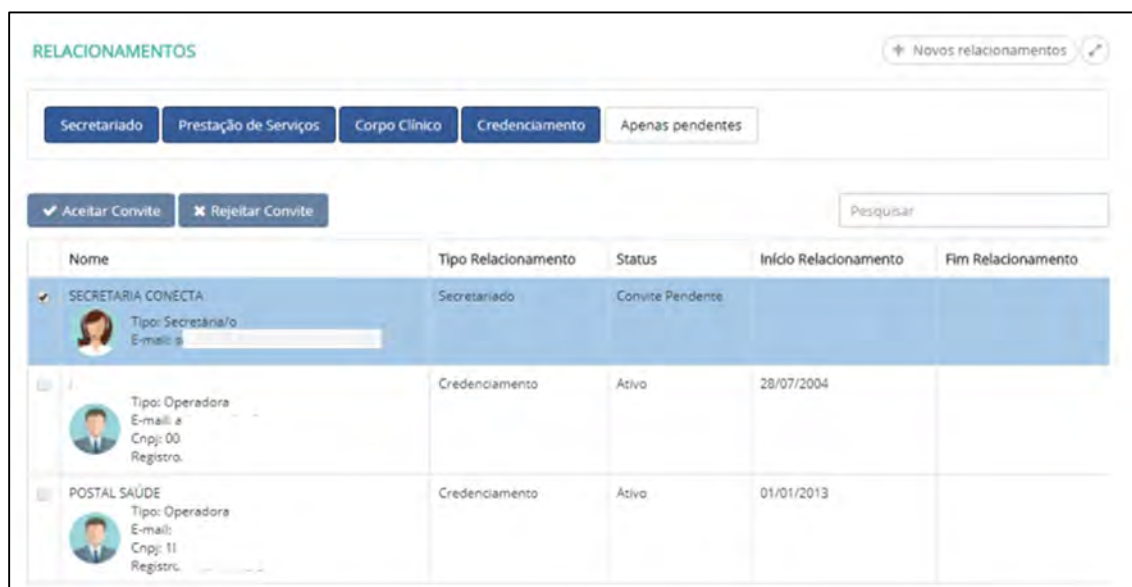 RELACIONAMENTOS
Novos relacionamentos
Secretariado Prestação de Serviços Corpo Clínico Credenciamento Apenas pendentes
Aceitar Convite Rejeitar Convite Pesquisar
Nome Tipo Relacionamento Status Início Relacionamento Fim Relacionamento
SECRETARIA CONECTA Secretariado Convite Pendente
Tipo: Secretária/o
E-mail:
Credenciamento Ativo 28/07/2004
Tipo: Operadora
E-mail: a
Cnpj: 00
Registro.
POSTAL SAÚDE Credenciamento Ativo 01/01/2013
Tipo: Operadora
E-mail:
Cnpj: 1
Registro